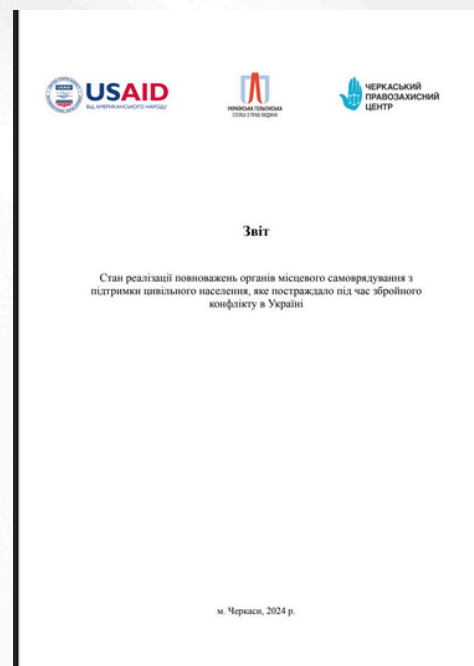 USAID
ВІД АМЕРИКАНСЬКОГО НАРОДУ
УКРАЇНСЬКА ГЕЛЬСІНСЬКА
СПІЛКА З ПРАВ ЛЮДИНИ
ЧЕРКАСЬКИЙ
ПРАВОЗАХИСНИЙ
ЦЕНТР
Звіт
Стан реалізації повноважень органів місцевого самоврядування з
підтримки цивільного населення, яке постраждало під час збройного
конфлікту в Україні
м. Черкаси, 2024 р.